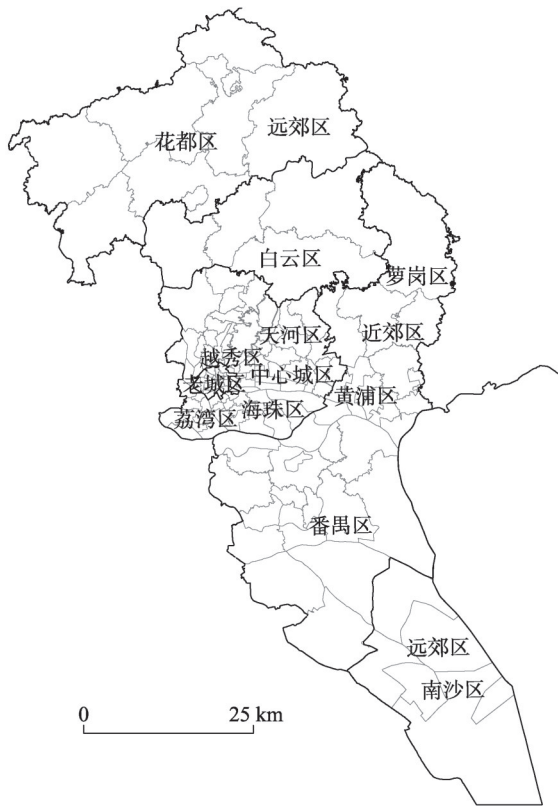 花都区
远郊区
白云区
萝岗区
天河区
近郊区
越秀区
老城区
中心城区
黄浦区
荔湾区
海珠区
番禺区
远郊区
南沙区
0
25 km